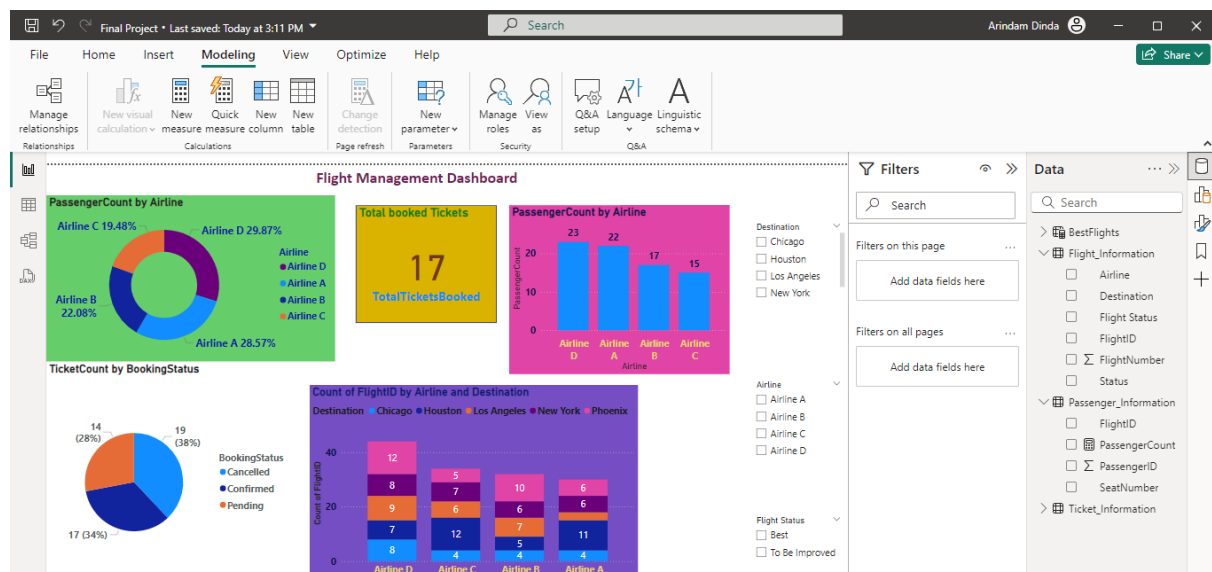 Final Project • Last saved: Today at 3:11 PM
Search
Arindam Dinda
File Home Insert Modeling View Optimize Help
Share
Manage relationships
New visual calculation
New measure
Quick measure
New column
New table
Change detection
New parameter
Manage roles
View as
Q&A setup
Language
Linguistic schema
Relationships
Calculations
Page refresh
Parameters
Security
Q&A
Flight Management Dashboard
PassengerCount by Airline
Airline C 19.48%
Airline D 29.87%
Airline B
22.08%
Airline A 28.57%
Airline
Airline D
Airline A
Airline B
Airline C
Total booked Tickets
17
TotalTicketsBooked
PassengerCount by Airline
PassengerCount
20
10
0
23
22
17
15
Airline D
Airline A
Airline B
Airline C
Airline
Destination
Chicago
Houston
Los Angeles
New York
TicketCount by BookingStatus
14
(28%)
19
(38%)
17 (34%)
BookingStatus
Cancelled
Confirmed
Pending
Count of FlightID by Airline and Destination
Destination Chicago Houston Los Angeles New York Phoenix
Count of FlightID
40
20
0
12
8
9
7
8
5
7
6
12
4
10
6
7
5
4
6
6
11
4
Airline D Airline C Airline B Airline A
Airline
Airline A
Airline B
Airline C
Airline D
Flight Status
Best
To Be Improved
Filters
Search
Filters on this page
...
Add data fields here
Filters on all pages
...
Add data fields here
Data
...
Search
BestFlights
Flight_Information
Airline
Destination
Flight Status
FlightID
∑ FlightNumber
Status
Passenger_Information
FlightID
PassengerCount
∑ PassengerID
SeatNumber
Ticket_Information